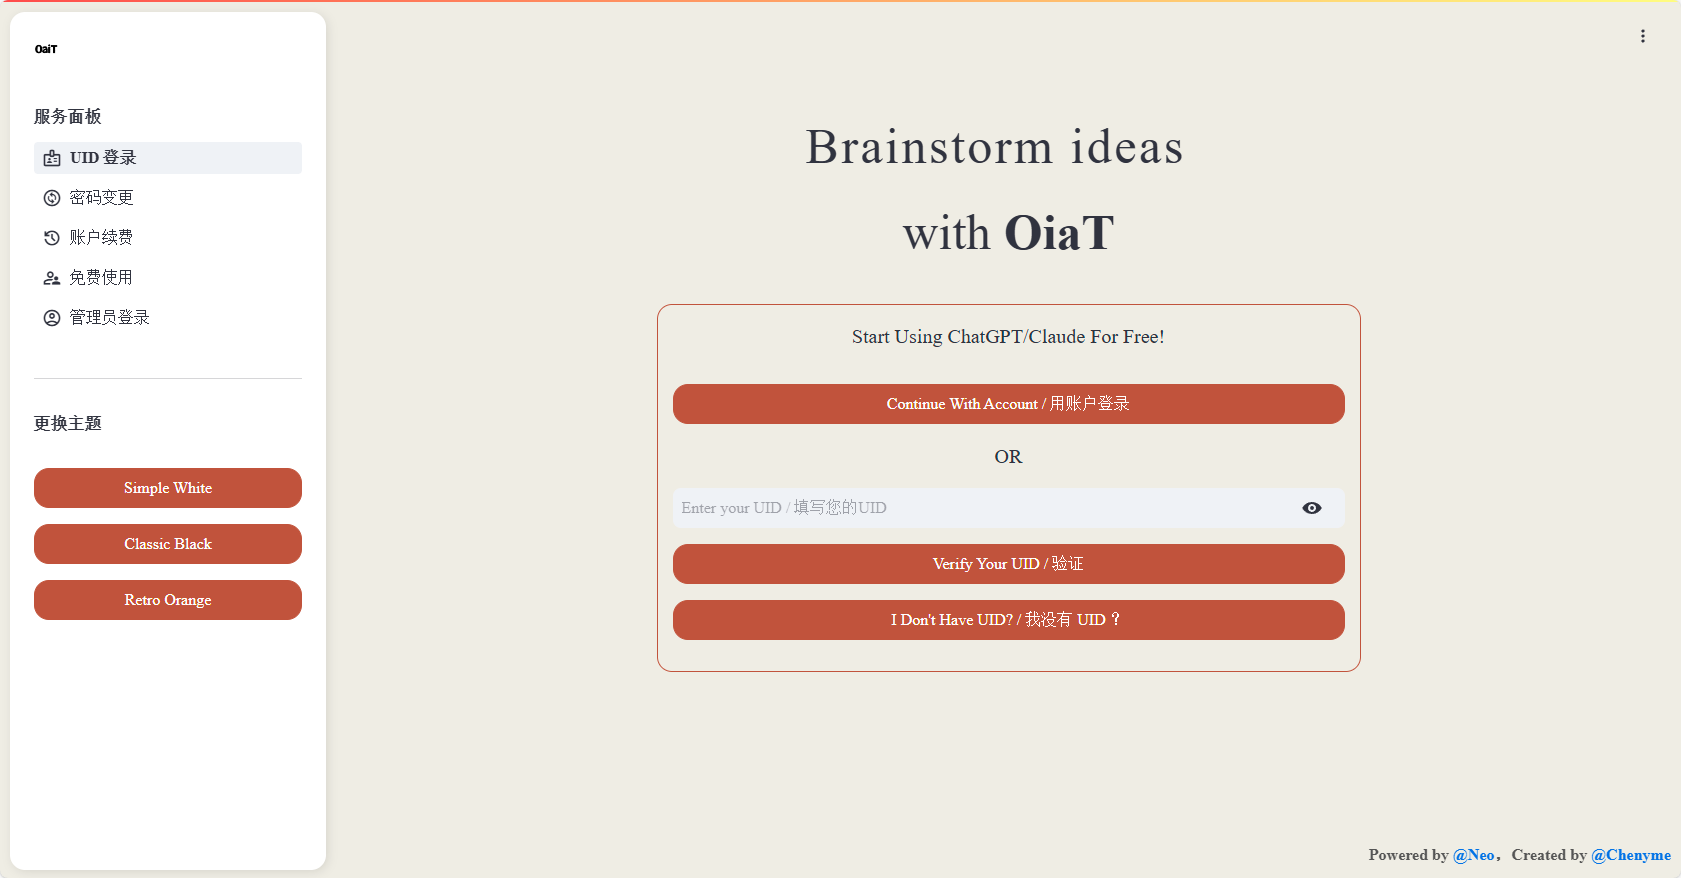 OaiT
服务面板
UID 登录
密码变更
账户续费
免费使用
管理员登录
更换主题
Simple White
Classic Black
Retro Orange
Brainstorm ideas
with OiaT
Start Using ChatGPT/Claude For Free!
Continue With Account / 用账户登录
OR
Enter your UID / 填写您的UID
Verify Your UID / 验证
I Don't Have UID? / 我没有 UID ？
Powered by @Neo，Created by @Chenyme